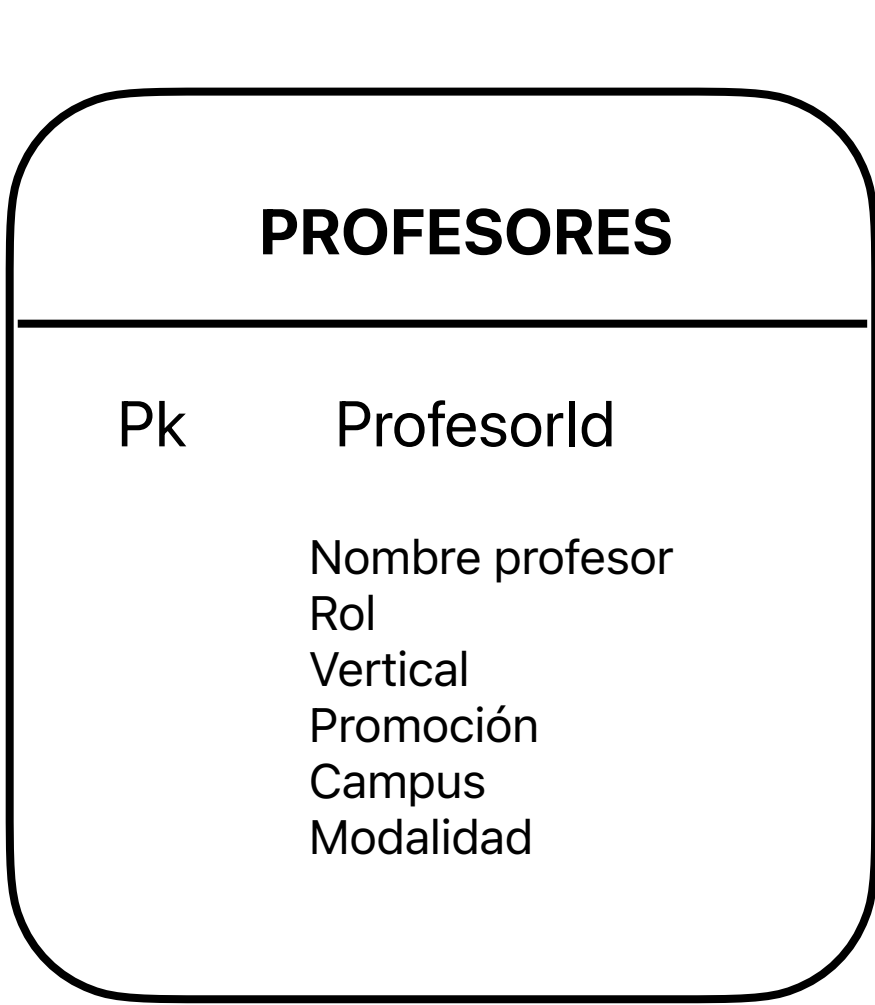 PROFESORES
Pk ProfesorId
Nombre profesor
Rol
Vertical
Promoción
Campus
Modalidad